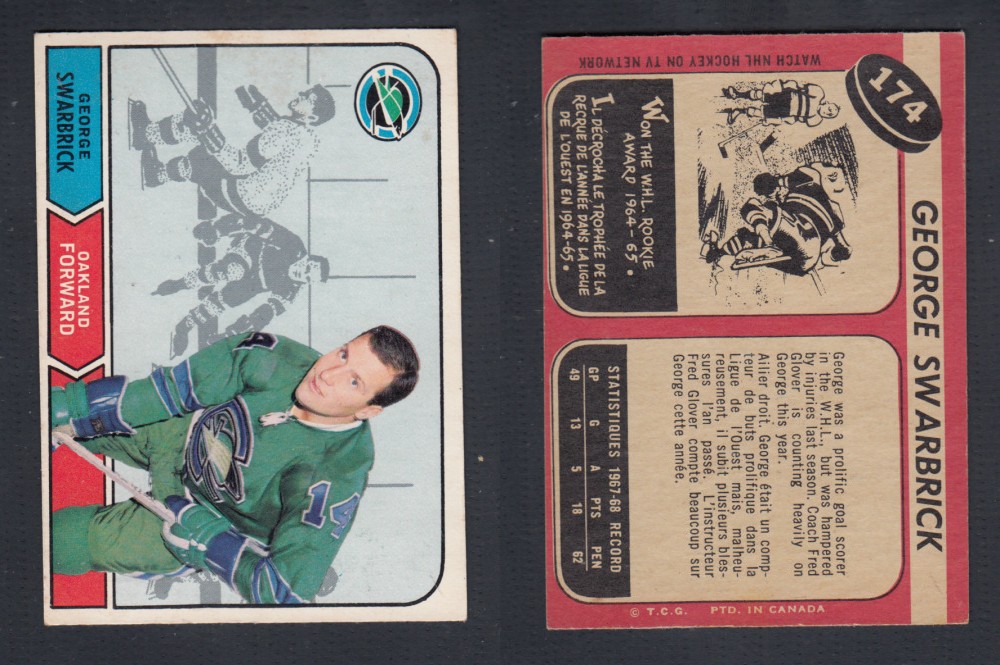 GEORGE
SWARBRICK
OAKLAND
FORWARD
14
14
174
GEORGE SWARBRICK
WATCH NHL HOCKEY ON TV NETWORK
WON THE W.H.L. ROOKIE
AWARD 1964-65.
IL DÉCROCHA LE TROPHÉE DE LA
RECQUE DE L'ANNÉE DANS LA LIGUE
DE L'OUEST EN 1964-65.
George was a prolific goal scorer
in the W.H.L., but was hampered
by injuries last season. Coach Fred
Glover is counting heavily on
George this year.
Ailier droit. George était un comp-
teur de buts prolifique dans la
Ligue de l'Ouest mais, malheu-
reusement, il subit plusieurs bles-
sures l'an passé. L'instructeur
Fred Glover compte beaucoup sur
George cette année.
STATISTIQUES 1967-68 RECORD
GP G A PTS PEN
49 13 5 18 62
© T.C.G. PTD. IN CANADA